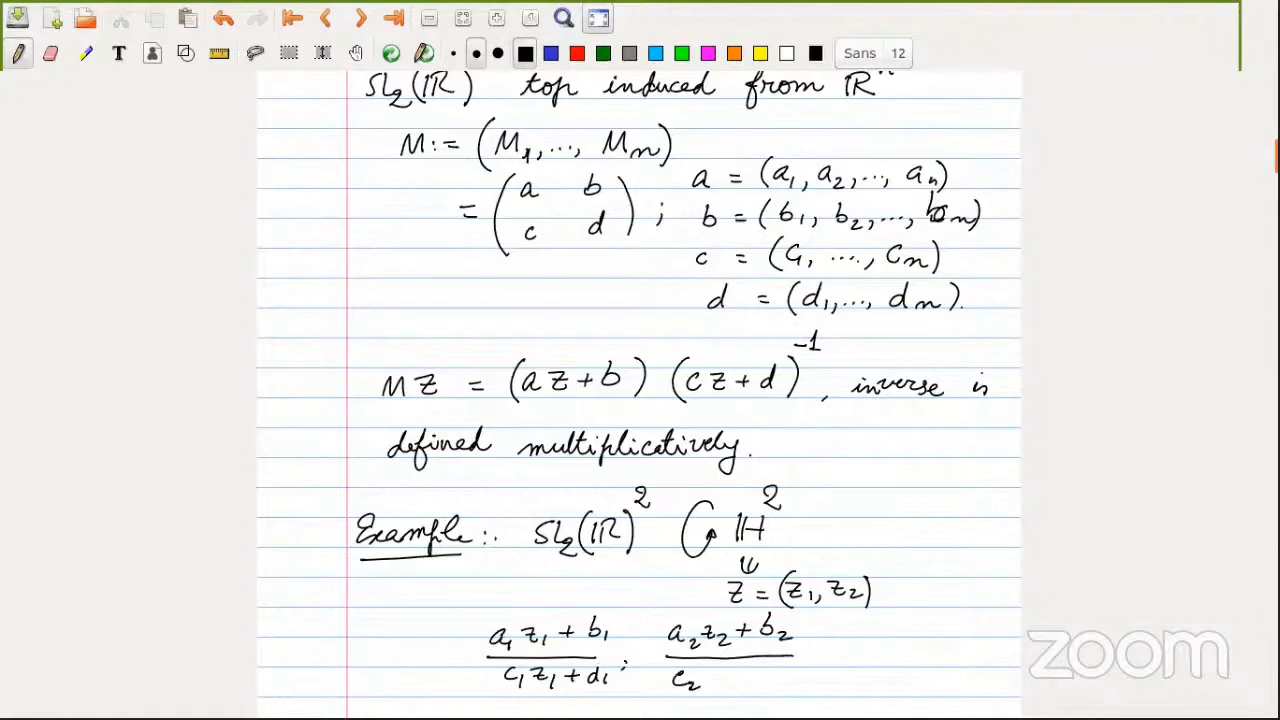 Sans 12
SL₂(ℝ) top induced from ℝ
M := (M₁, ..., Mₙ)
= (a b
c d) ;
a = (a₁, a₂, ..., aₙ)
b = (b₁, b₂, ..., bₙ)
c = (c₁, ..., cₙ)
d = (d₁, ..., dₙ).
Mz = (az + b) (cz + d)⁻¹, inverse is
defined multiplicatively.
Example:. SL₂(ℝ)² ↻ ℍ²
z = (z₁, z₂)
a₁z₁ + b₁ a₂z₂ + b₂
c₁z₁ + d₁ ; c₂
zoom